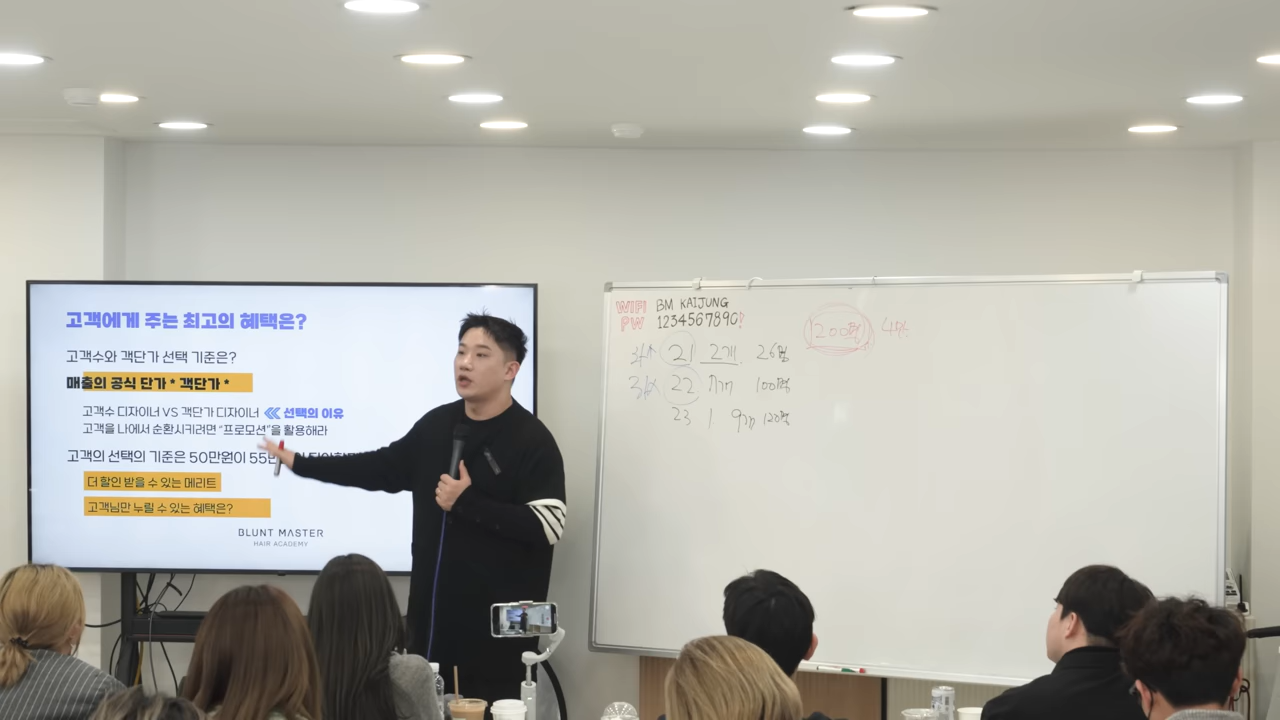 고객에게 주는 최고의 혜택은?
고객수와 객단가 선택 기준은?
매출의 공식 단가 * 객단가 *
고객수 디자이너 VS 객단가 디자이너 선택의 이유
고객을 나에서 순환시키려면 "프로모션"을 활용해라
고객의 선택의 기준은 50만원이 55만
더 할인 받을 수 있는 메리트
고객님만 누릴 수 있는 혜택은?
BLUNT MASTER
HAIR ACADEMY
WIFI BM KAIJUNG
PW 1234567890!
21 2개 26명
22 100명
23 1 120명
1200명